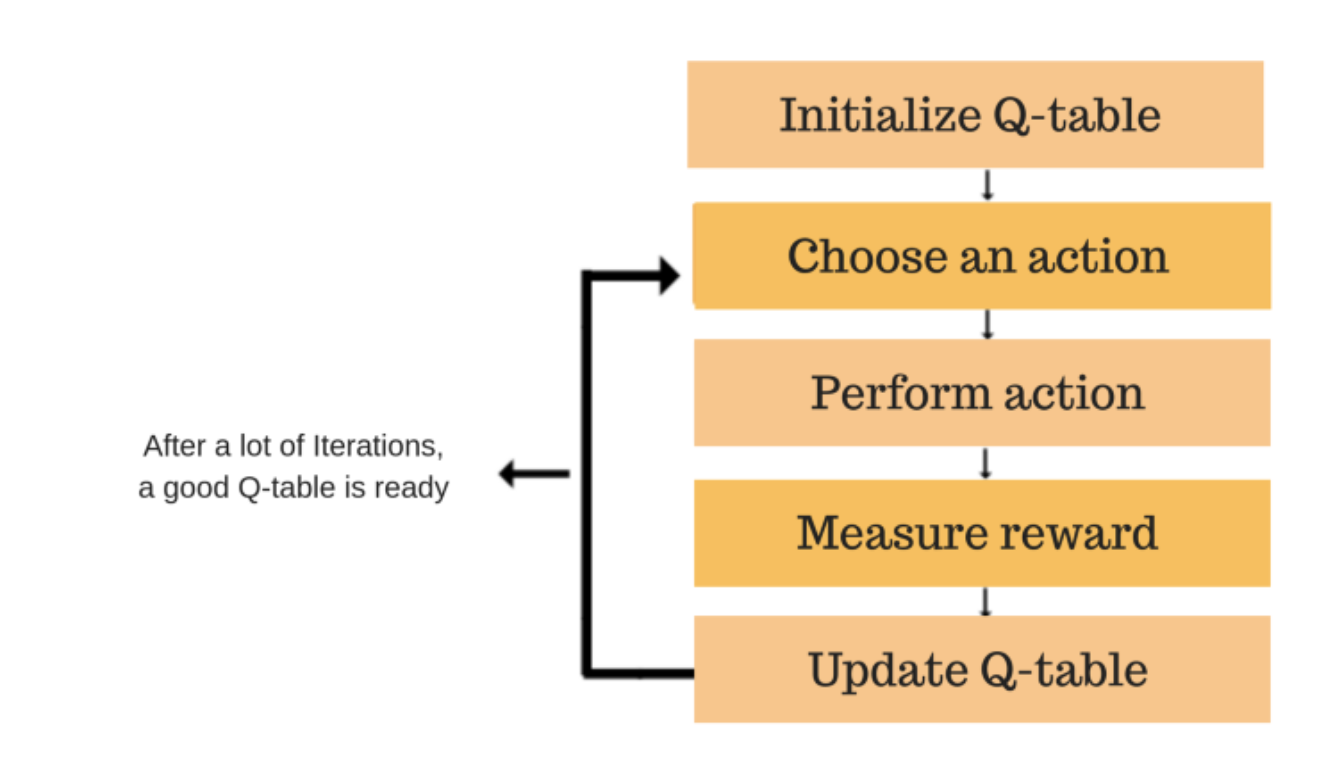 Initialize Q-table
Choose an action
Perform action
After a lot of Iterations,
a good Q-table is ready
Measure reward
Update Q-table